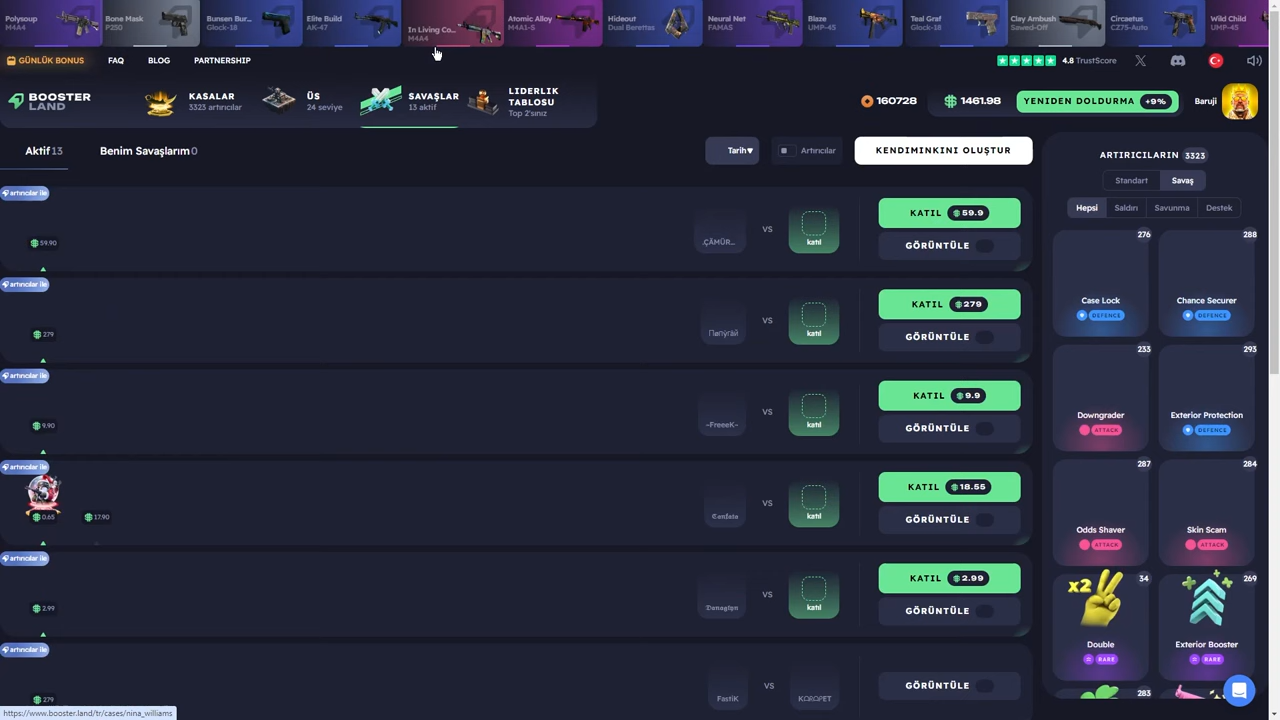 Polysoup
M4A4
Bone Mask
P250
Bunsen Bur...
Glock-18
Elite Build
AK-47
In Living Co...
M4A4
Atomic Alloy
M4A1-S
Hideout
Dual Berettas
Neural Net
FAMAS
Blaze
UMP-45
Teal Graf
Glock-18
Clay Ambush
Sawed-Off
Circaetus
CZ75-Auto
Wild Child
UMP-45
GÜNLÜK BONUS
FAQ
BLOG
PARTNERSHIP
4.8 TrustScore
BOOSTER
LAND
KASALAR
3323 artırıcılar
ÜS
24 seviye
SAVAŞLAR
13 aktif
LIDERLIK
TABLOSU
Top 2'sınız
160728
1461.98
YENIDEN DOLDURMA +9%
Baruji
Aktif 13
Benim Savaşlarım 0
Tarih▾
Artırıcılar
KENDIMINKINI OLUŞTUR
artırıcılar ile
59.90
.ÇÂMÜR...
VS
katıl
KATIL 59.9
GÖRÜNTÜLE
artırıcılar ile
279
VS
katıl
KATIL 279
GÖRÜNTÜLE
artırıcılar ile
9.90
~FreeeK~
VS
katıl
KATIL 9.9
GÖRÜNTÜLE
artırıcılar ile
0.65
17.90
VS
katıl
KATIL 18.55
GÖRÜNTÜLE
artırıcılar ile
2.99
VS
katıl
KATIL 2.99
GÖRÜNTÜLE
artırıcılar ile
279
FastiK
VS
KOROPET
GÖRÜNTÜLE
ARTIRICILARIN 3323
Standart
Savaş
Hepsi
Saldırı
Savunma
Destek
276
Case Lock
DEFENCE
288
Chance Securer
DEFENCE
233
Downgrader
ATTACK
293
Exterior Protection
DEFENCE
287
Odds Shaver
ATTACK
284
Skin Scam
ATTACK
x2
34
Double
RARE
269
Exterior Booster
RARE
283
https://www.booster.land/tr/cases/nina_williams